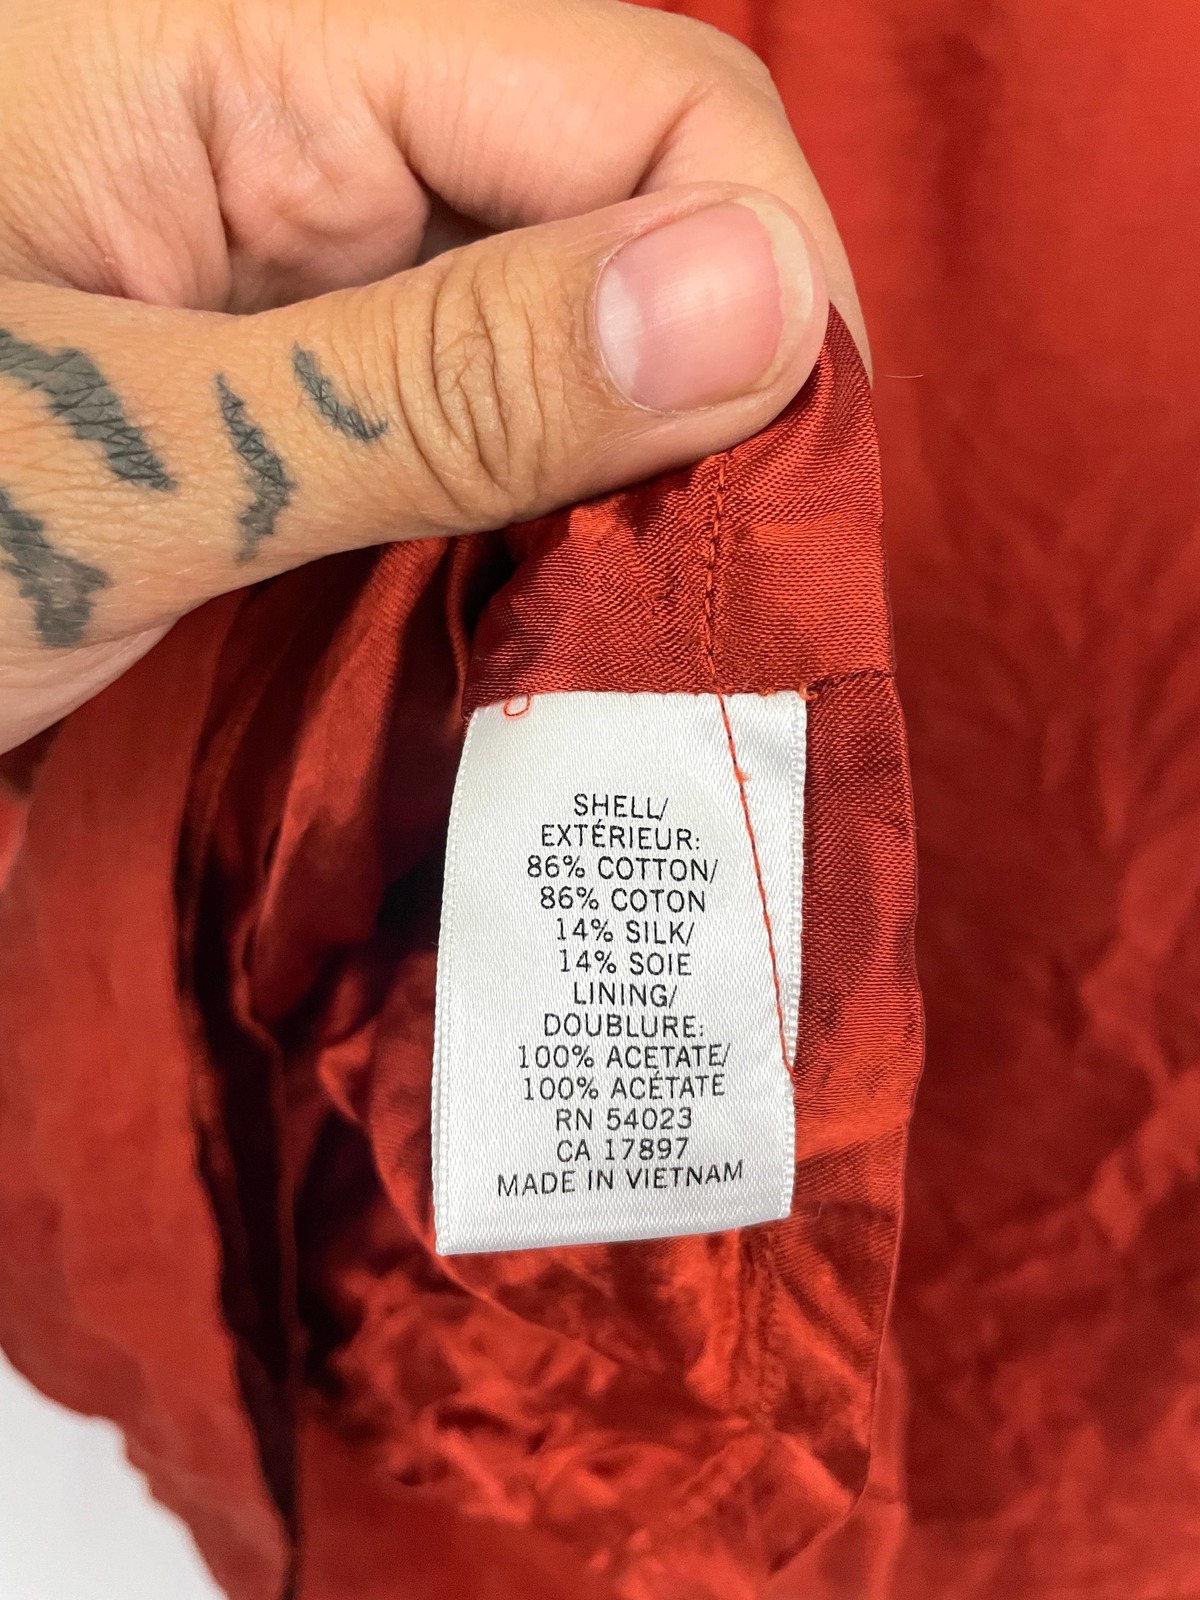 SHELL/
EXTÉRIEUR:
86% COTTON/
86% COTON
14% SILK/
14% SOIE
LINING/
DOUBLURE:
100% ACETATE/
100% ACÉTATE
RN 54023
CA 17897
MADE IN VIETNAM